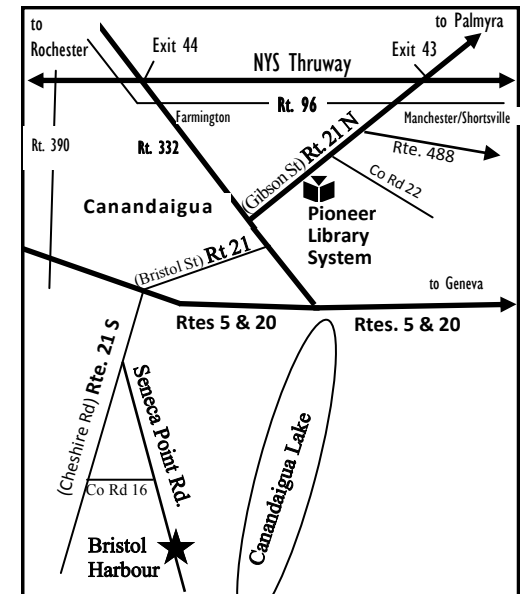 to
Rochester
Exit 44
to Palmyra
Exit 43
NYS Thruway
Rt. 96
Farmington
Manchester/Shortsville
Rt. 390
Rt. 332
(Gibson St) Rt. 21 N
Rte. 488
Co Rd 22
Canandaigua
Pioneer
Library
System
(Bristol St) Rt 21
to Geneva
Rtes 5 & 20
Rtes. 5 & 20
(Cheshire Rd) Rte. 21 S
Seneca Point Rd.
Canandaigua Lake
Co Rd 16
Bristol
Harbour